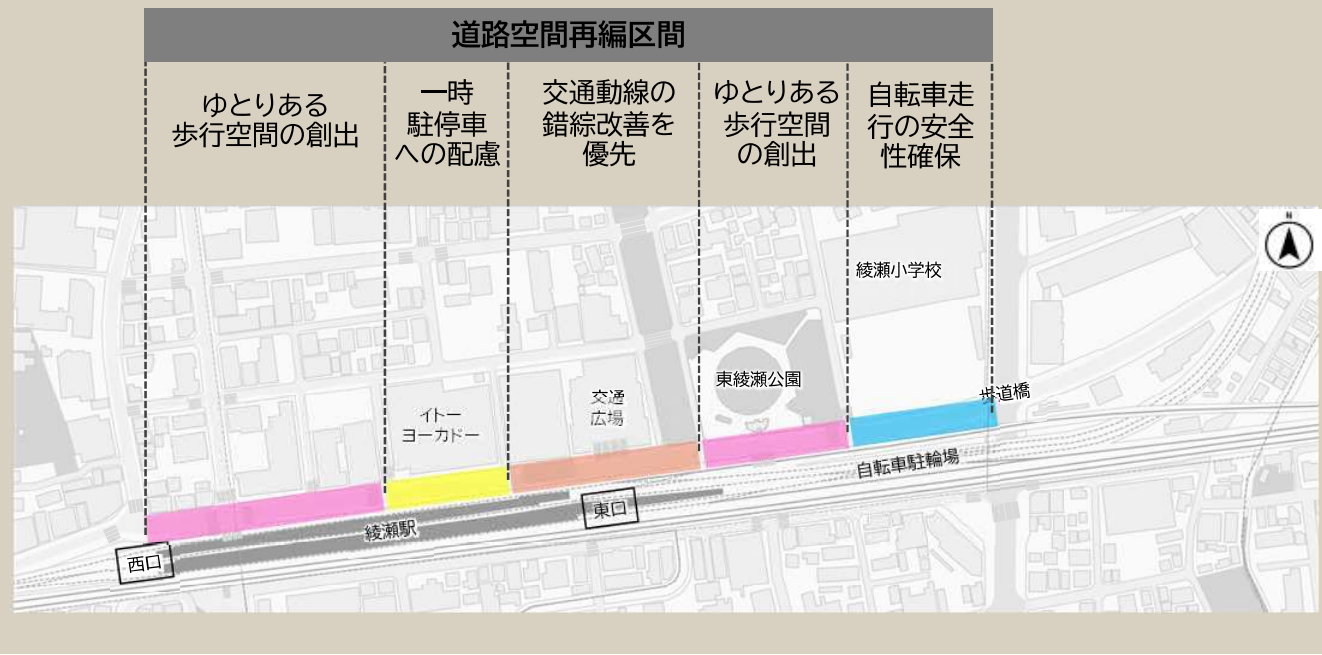 道路空間再編区間
ゆとりある
歩行空間の創出
一時
駐停車
への配慮
交通動線の
錯綜改善を
優先
ゆとりある
歩行空間
の創出
自転車走
行の安全
性確保
N
綾瀬小学校
東綾瀬公園
歩道橋
交通
広場
イトー
ヨーカドー
自転車駐輪場
東口
綾瀬駅
西口